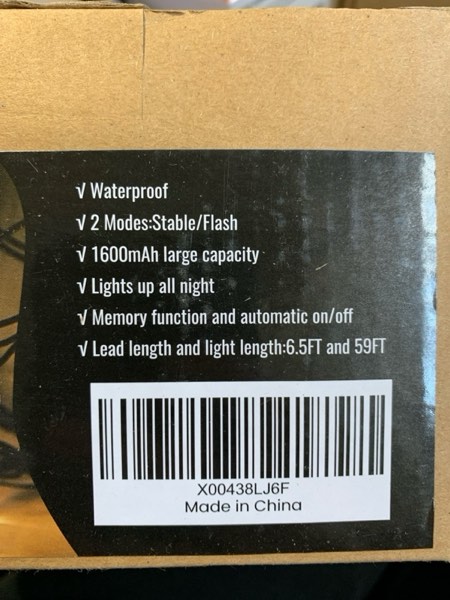 √ Waterproof
√ 2 Modes:Stable/Flash
√ 1600mAh large capacity
√ Lights up all night
√ Memory function and automatic on/off
√ Lead length and light length:6.5FT and 59FT
X00438LJ6F
Made in China